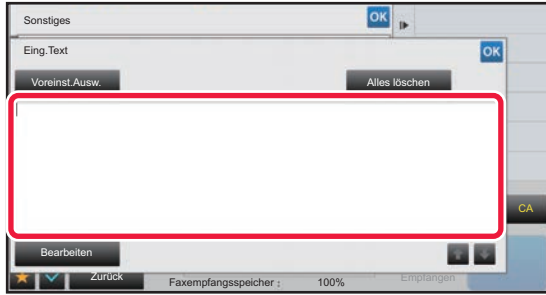 Sonstiges OK
Eing.Text OK
Voreinst.Ausw. Alles löschen
CA
Bearbeiten
Zurück Faxempfangsspeicher : 100% Empfangen